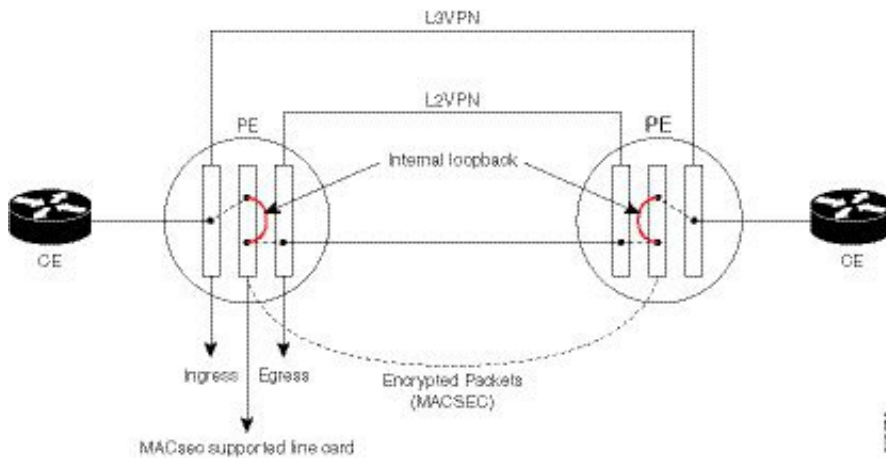 L3VPN
L2VPN
PE
PE
Internal loopback
CE
CE
Ingress
Egress
Encrypted Packets
(MACSEC)
MACsec supported line card